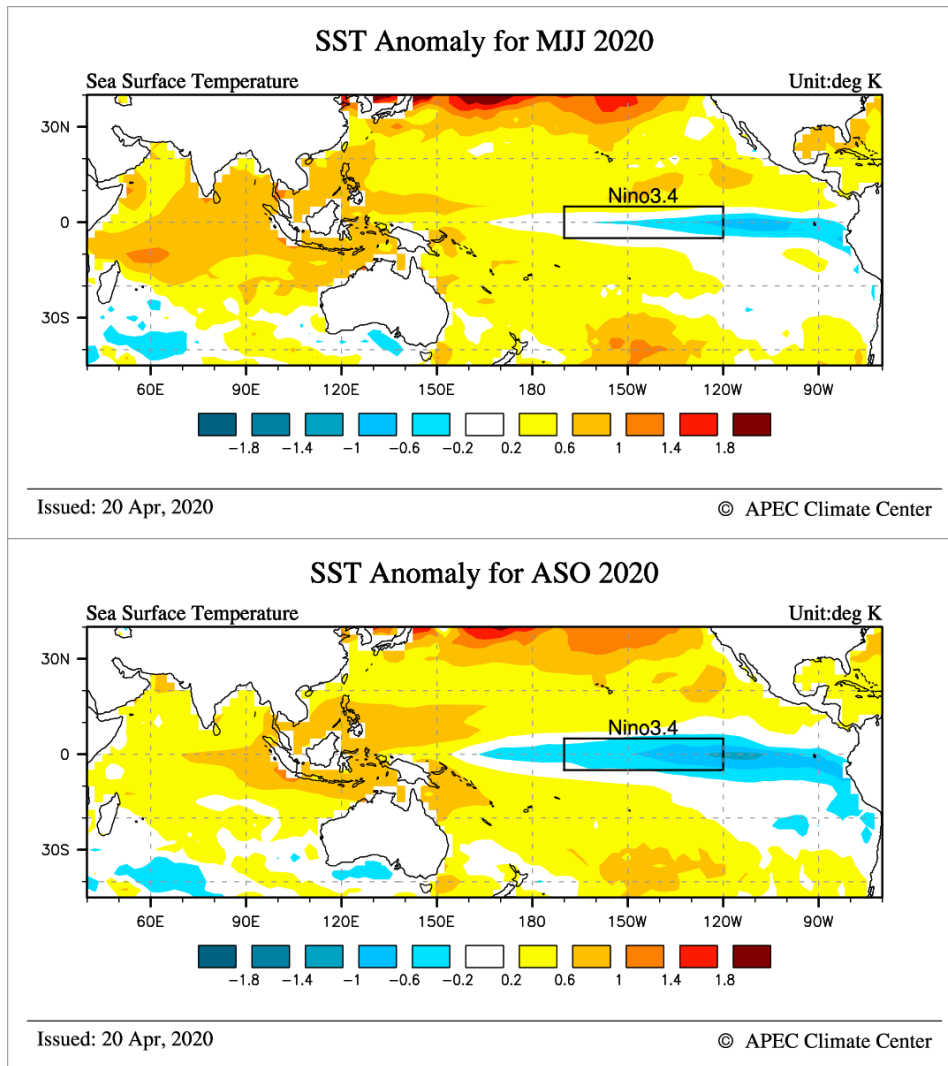 SST Anomaly for MJJ 2020
Sea Surface Temperature Unit:deg K
30N
Nino3.4
0
30S
60E 90E 120E 150E 180 150W 120W 90W
−1.8 −1.4 −1 −0.6 −0.2 0.2 0.6 1 1.4 1.8
Issued: 20 Apr, 2020 © APEC Climate Center
SST Anomaly for ASO 2020
Sea Surface Temperature Unit:deg K
30N
Nino3.4
0
30S
60E 90E 120E 150E 180 150W 120W 90W
−1.8 −1.4 −1 −0.6 −0.2 0.2 0.6 1 1.4 1.8
Issued: 20 Apr, 2020 © APEC Climate Center